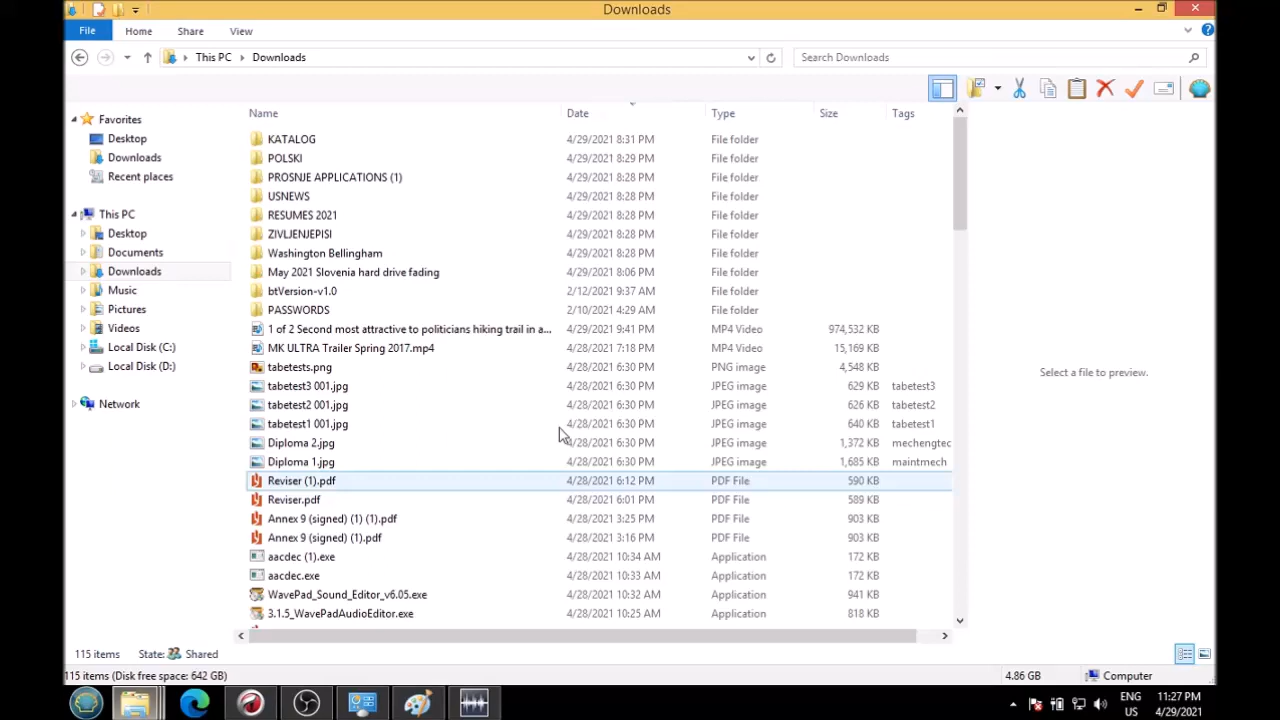 Downloads
File Home Share View
This PC Downloads Search Downloads
Name Date Type Size Tags
Favorites
Desktop
Downloads
Recent places
This PC
Desktop
Documents
Downloads
Music
Pictures
Videos
Local Disk (C:)
Local Disk (D:)
Network
KATALOG 4/29/2021 8:31 PM File folder
POLSKI 4/29/2021 8:29 PM File folder
PROSNJE APPLICATIONS (1) 4/29/2021 8:28 PM File folder
USNEWS 4/29/2021 8:28 PM File folder
RESUMES 2021 4/29/2021 8:28 PM File folder
ZIVLJENJEPISI 4/29/2021 8:28 PM File folder
Washington Bellingham 4/29/2021 8:28 PM File folder
May 2021 Slovenia hard drive fading 4/29/2021 8:06 PM File folder
btVersion-v1.0 2/12/2021 9:37 AM File folder
PASSWORDS 2/10/2021 4:29 AM File folder
1 of 2 Second most attractive to politicians hiking trail in a... 4/29/2021 9:41 PM MP4 Video 974,532 KB
MK ULTRA Trailer Spring 2017.mp4 4/28/2021 7:18 PM MP4 Video 15,169 KB
tabetests.png 4/28/2021 6:30 PM PNG image 4,548 KB
tabetest3 001.jpg 4/28/2021 6:30 PM JPEG image 629 KB tabetest3
tabetest2 001.jpg 4/28/2021 6:30 PM JPEG image 626 KB tabetest2
tabetest1 001.jpg 4/28/2021 6:30 PM JPEG image 640 KB tabetest1
Diploma 2.jpg 4/28/2021 6:30 PM JPEG image 1,372 KB mechengtec
Diploma 1.jpg 4/28/2021 6:30 PM JPEG image 1,685 KB maintmech
Reviser (1).pdf 4/28/2021 6:12 PM PDF File 590 KB
Reviser.pdf 4/28/2021 6:01 PM PDF File 589 KB
Annex 9 (signed) (1) (1).pdf 4/28/2021 3:25 PM PDF File 903 KB
Annex 9 (signed) (1).pdf 4/28/2021 3:16 PM PDF File 903 KB
aacdec (1).exe 4/28/2021 10:34 AM Application 172 KB
aacdec.exe 4/28/2021 10:33 AM Application 172 KB
WavePad_Sound_Editor_v6.05.exe 4/28/2021 10:32 AM Application 941 KB
3.1.5_WavePadAudioEditor.exe 4/28/2021 10:25 AM Application 818 KB
Select a file to preview.
115 items State: Shared
115 items (Disk free space: 642 GB) 4.86 GB Computer
ENG 11:27 PM
US 4/29/2021